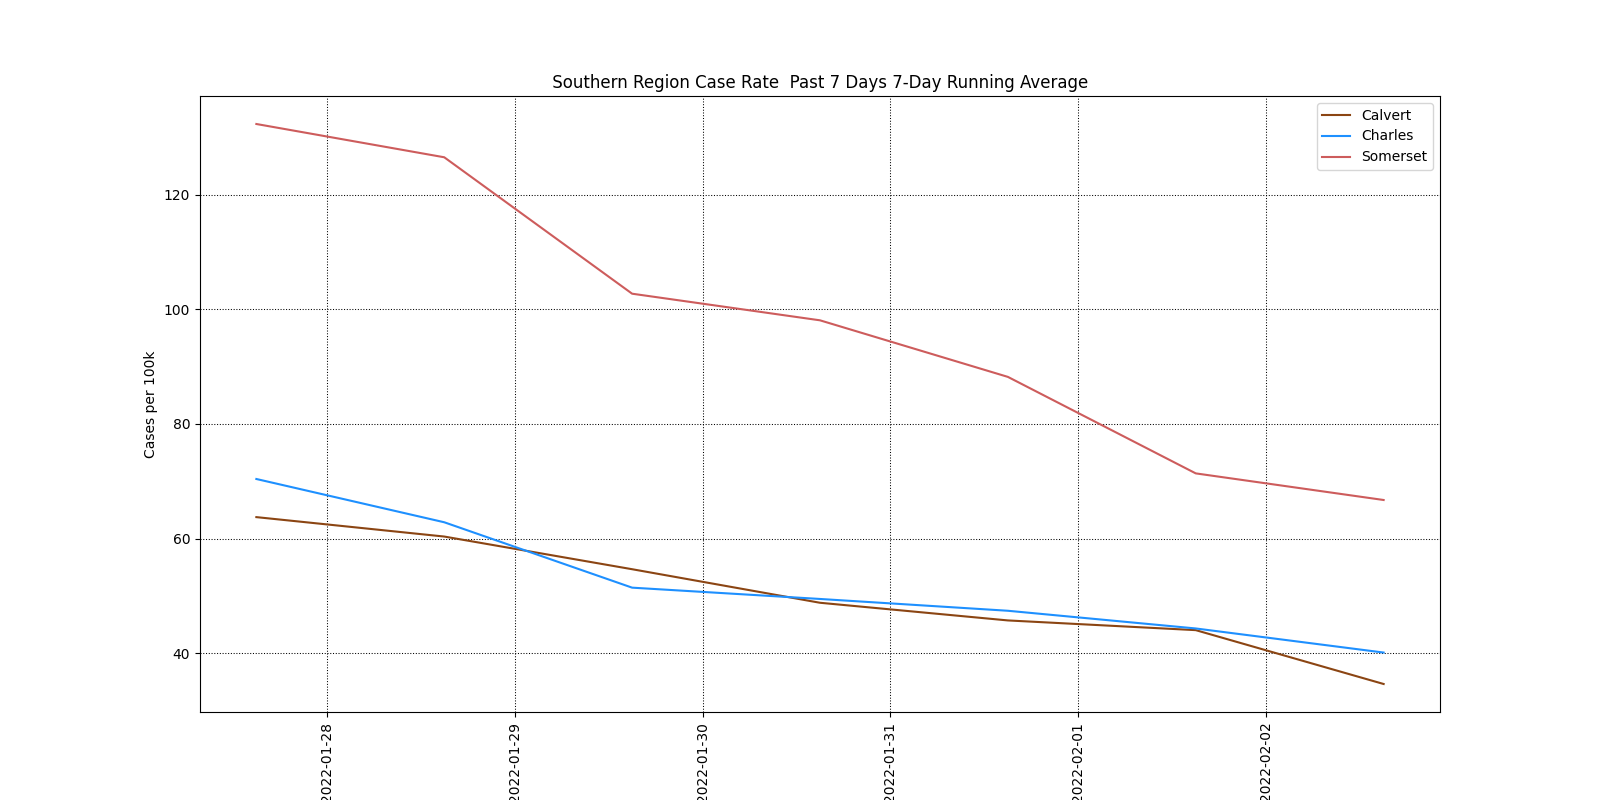 Southern Region Case Rate  Past 7 Days 7-Day Running Average
Calvert
Charles
Somerset
Cases per 100k
120
100
80
60
40
2022-01-28
2022-01-29
2022-01-30
2022-01-31
2022-02-01
2022-02-02